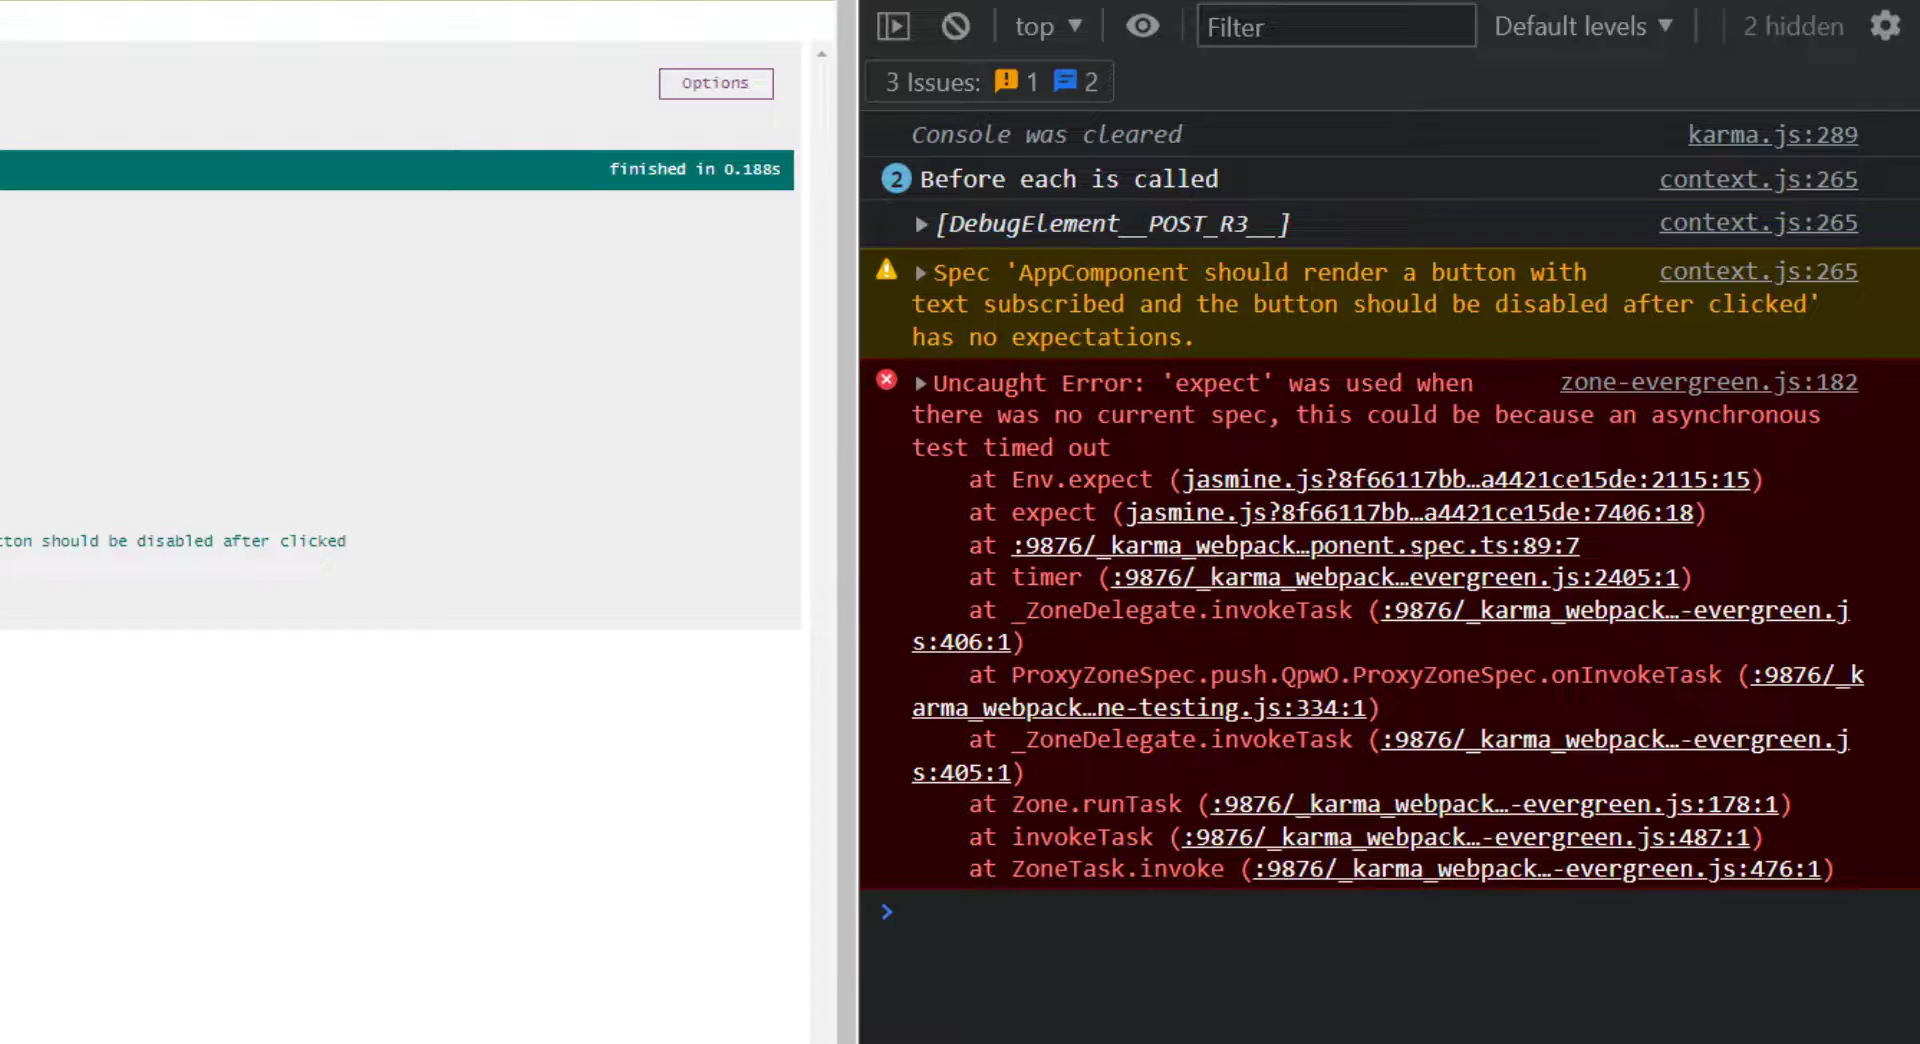 Options
finished in 0.188s
tton should be disabled after clicked
top
Filter
Default levels
2 hidden
3 Issues: 1 2
Console was cleared karma.js:289
2 Before each is called context.js:265
[DebugElement__POST_R3__] context.js:265
Spec 'AppComponent should render a button with context.js:265
text subscribed and the button should be disabled after clicked'
has no expectations.
Uncaught Error: 'expect' was used when zone-evergreen.js:182
there was no current spec, this could be because an asynchronous
test timed out
at Env.expect (jasmine.js?8f66117bb…a4421ce15de:2115:15)
at expect (jasmine.js?8f66117bb…a4421ce15de:7406:18)
at :9876/_karma_webpack…ponent.spec.ts:89:7
at timer (:9876/_karma_webpack…evergreen.js:2405:1)
at _ZoneDelegate.invokeTask (:9876/_karma_webpack…-evergreen.j
s:406:1)
at ProxyZoneSpec.push.QpwO.ProxyZoneSpec.onInvokeTask (:9876/_k
arma_webpack…ne-testing.js:334:1)
at _ZoneDelegate.invokeTask (:9876/_karma_webpack…-evergreen.j
s:405:1)
at Zone.runTask (:9876/_karma_webpack…-evergreen.js:178:1)
at invokeTask (:9876/_karma_webpack…-evergreen.js:487:1)
at ZoneTask.invoke (:9876/_karma_webpack…-evergreen.js:476:1)